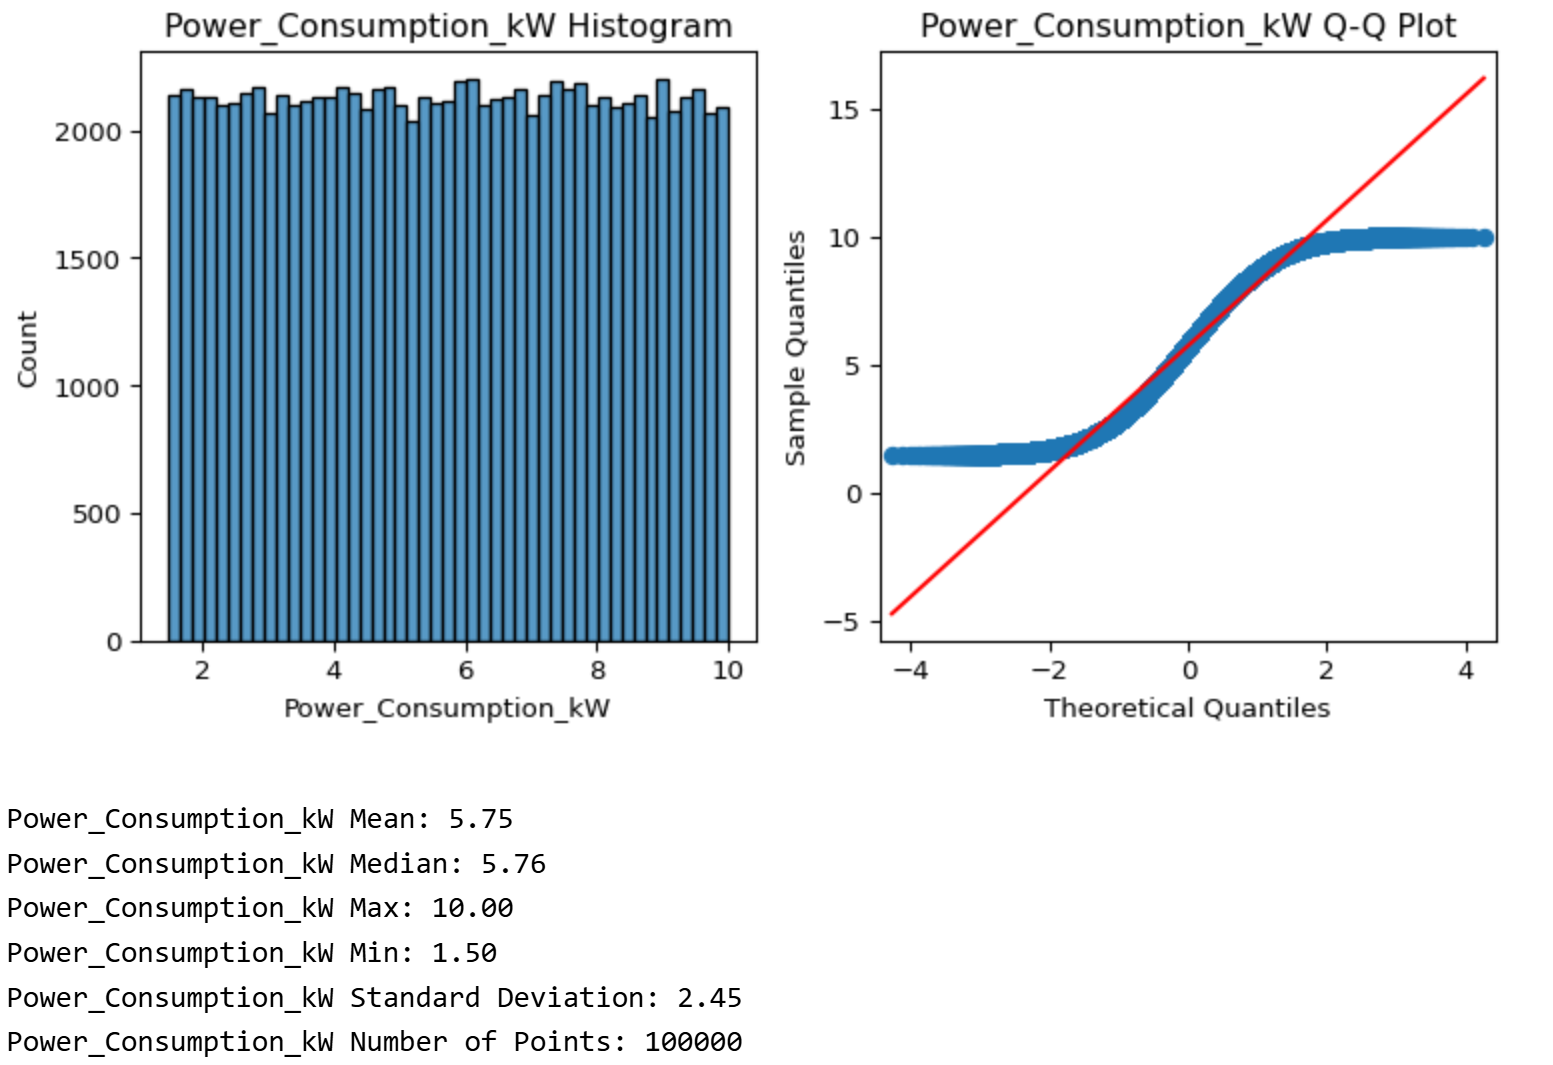 Power_Consumption_kW Histogram
Count
2000
1500
1000
500
0
2 4 6 8 10
Power_Consumption_kW
Power_Consumption_kW Q-Q Plot
Sample Quantiles
15
10
5
0
−5
−4 −2 0 2 4
Theoretical Quantiles
Power_Consumption_kW Mean: 5.75
Power_Consumption_kW Median: 5.76
Power_Consumption_kW Max: 10.00
Power_Consumption_kW Min: 1.50
Power_Consumption_kW Standard Deviation: 2.45
Power_Consumption_kW Number of Points: 100000